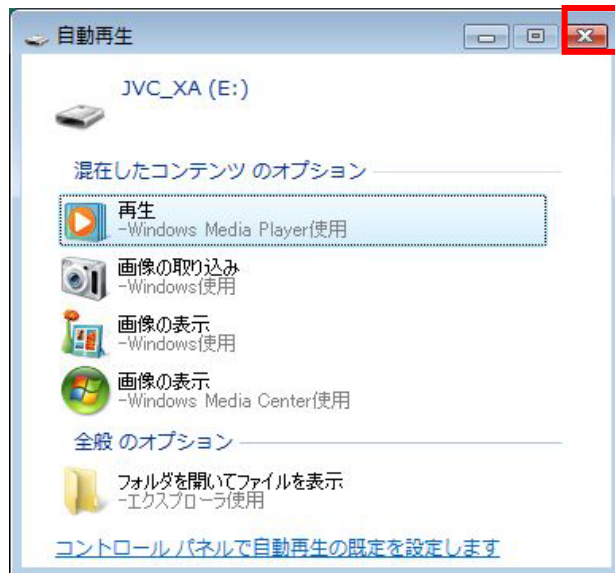 自動再生
JVC_XA (E:)
混在したコンテンツ のオプション
再生
-Windows Media Player使用
画像の取り込み
-Windows使用
画像の表示
-Windows使用
画像の表示
-Windows Media Center使用
全般 のオプション
フォルダを開いてファイルを表示
-エクスプローラ使用
コントロール パネルで自動再生の既定を設定します